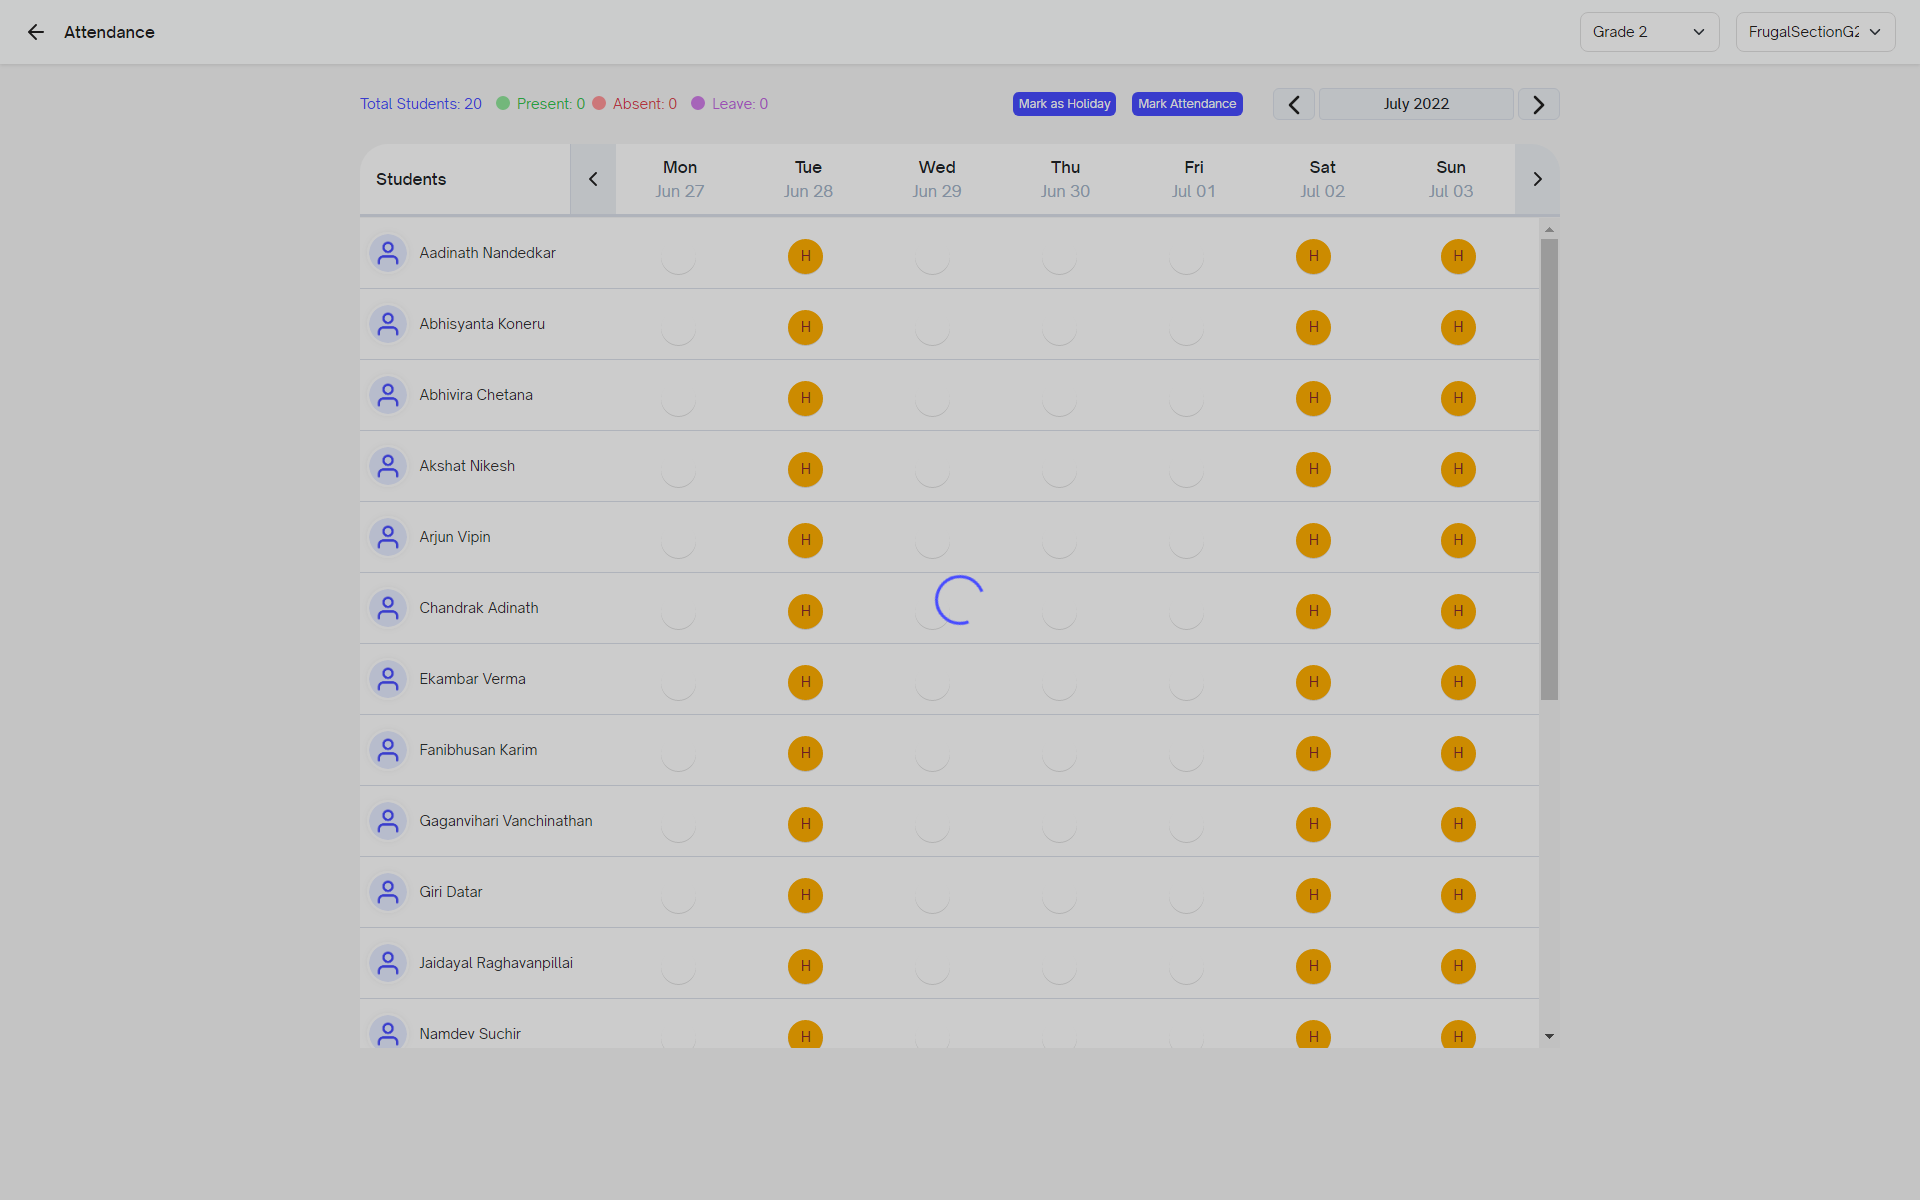 Attendance
Grade 2
FrugalSectionG2
Total Students: 20 Present: 0 Absent: 0 Leave: 0
Mark as Holiday
Mark Attendance
July 2022
Students
Mon Tue Wed Thu Fri Sat Sun
Jun 27 Jun 28 Jun 29 Jun 30 Jul 01 Jul 02 Jul 03
Aadinath Nandedkar H H H
Abhisyanta Koneru H H H
Abhivira Chetana H H H
Akshat Nikesh H H H
Arjun Vipin H H H
Chandrak Adinath H H H
Ekambar Verma H H H
Fanibhusan Karim H H H
Gaganvihari Vanchinathan H H H
Giri Datar H H H
Jaidayal Raghavanpillai H H H
Namdev Suchir H H H